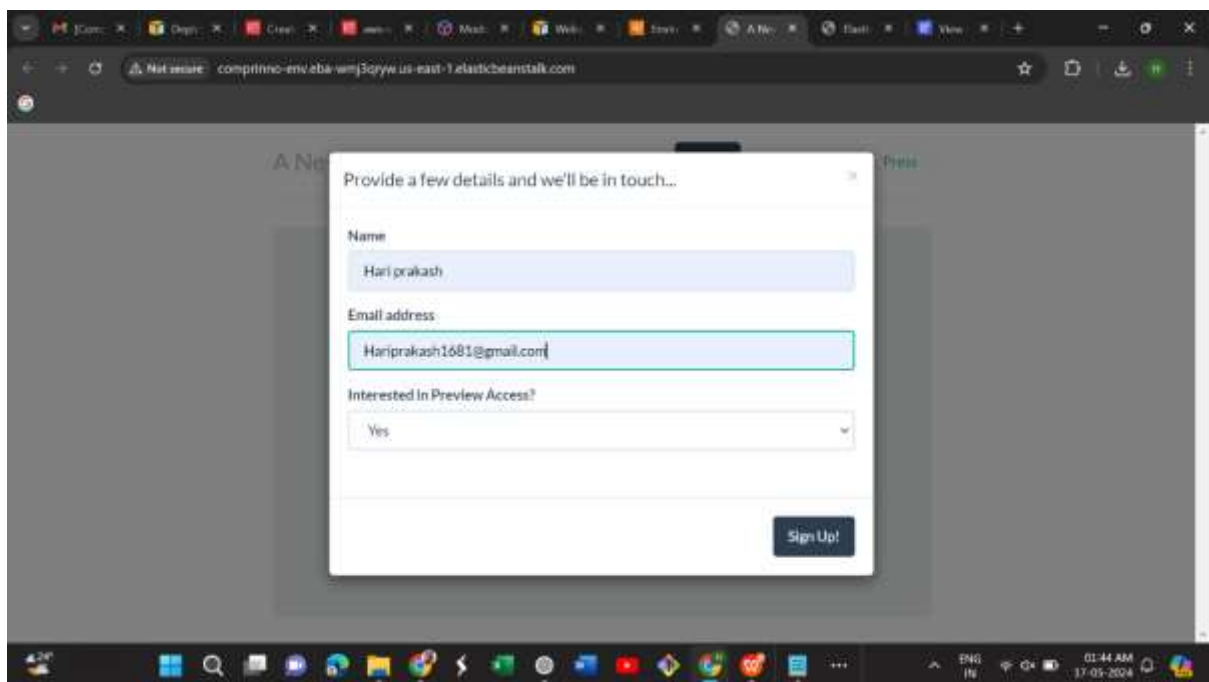 Not secure comprinno-env.eba-wmj3qryw.us-east-1.elasticbeanstalk.com
A Ne
Press
Provide a few details and we'll be in touch...
Name
Hari prakash
Email address
Hariprakash1681@gmail.com
Interested in Preview Access?
Yes
Sign Up!
24°
ENG
IN
01:44 AM
17-05-2024